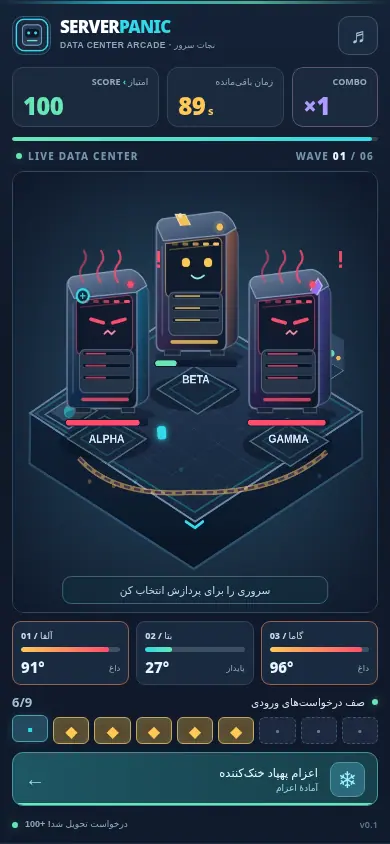 SERVERPANIC
DATA CENTER ARCADE · نجات سرور
SCORE • امتیاز
100
زمان باقی‌مانده
89 s
COMBO
×1
LIVE DATA CENTER
WAVE 01 / 06
BETA
ALPHA
GAMMA
سروری را برای پردازش انتخاب کن
01 / آلفا
91°
داغ
02 / بتا
27°
پایدار
03 / گاما
96°
داغ
6/9
صف درخواست‌های ورودی
اعزام پهپاد خنک‌کننده
آمادهٔ اعزام
←
درخواست تحویل شد! +100
v0.1